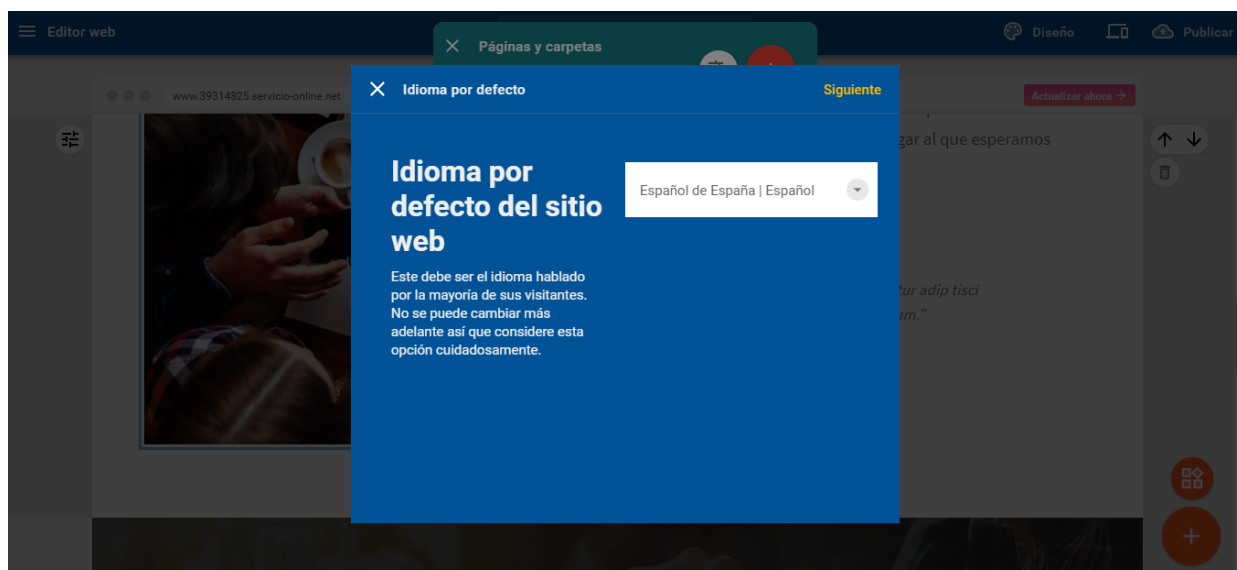 Editor web
Páginas y carpetas
Diseño
Publicar
www.39314825.servicio-online.net
Actualizar ahora →
Idioma por defecto
Siguiente
gar al que esperamos
Idioma por
defecto del sitio
web
Español de España | Español
Este debe ser el idioma hablado
por la mayoría de sus visitantes.
No se puede cambiar más
adelante así que considere esta
opción cuidadosamente.
tur adip tisci
um."